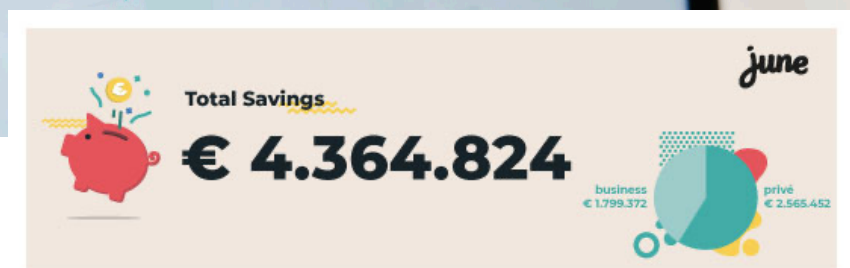 june
Total Savings
€ 4.364.824
business
€ 1.799.372
privé
€ 2.565.452